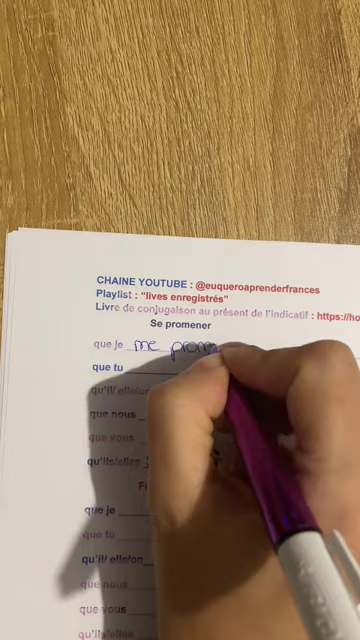 CHAINE YOUTUBE : @euqueroaprenderfrances
Playlist : "lives enregistrés"
Livre de conjugaison au présent de l'indicatif : https://ho
Se promener
que je me prom
que tu
qu'il/ elle/on
que nous
que vous
qu'ils/elles
que je
que tu
qu'il/ elle/on
que nous
que vous
qu'ils/elles